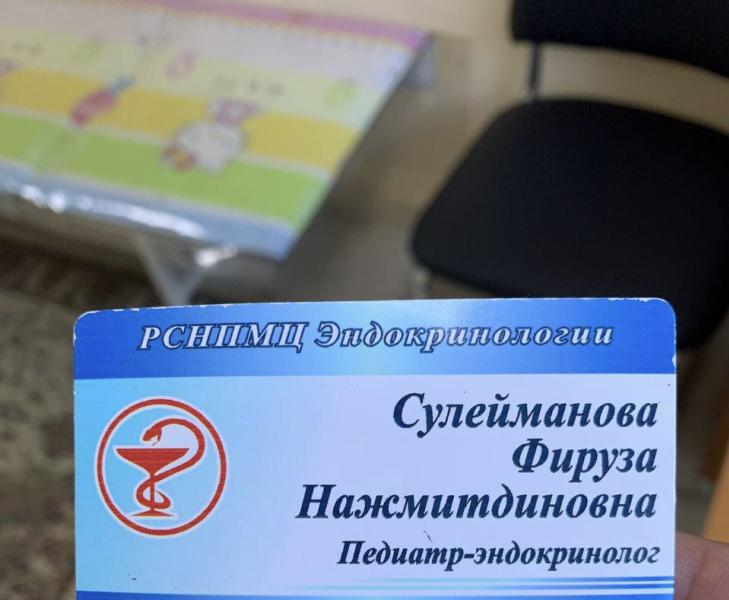 РСНПМЦ Эндокринологии
Сулейманова
Фируза
Нажмитдиновна
Педиатр-эндокринолог